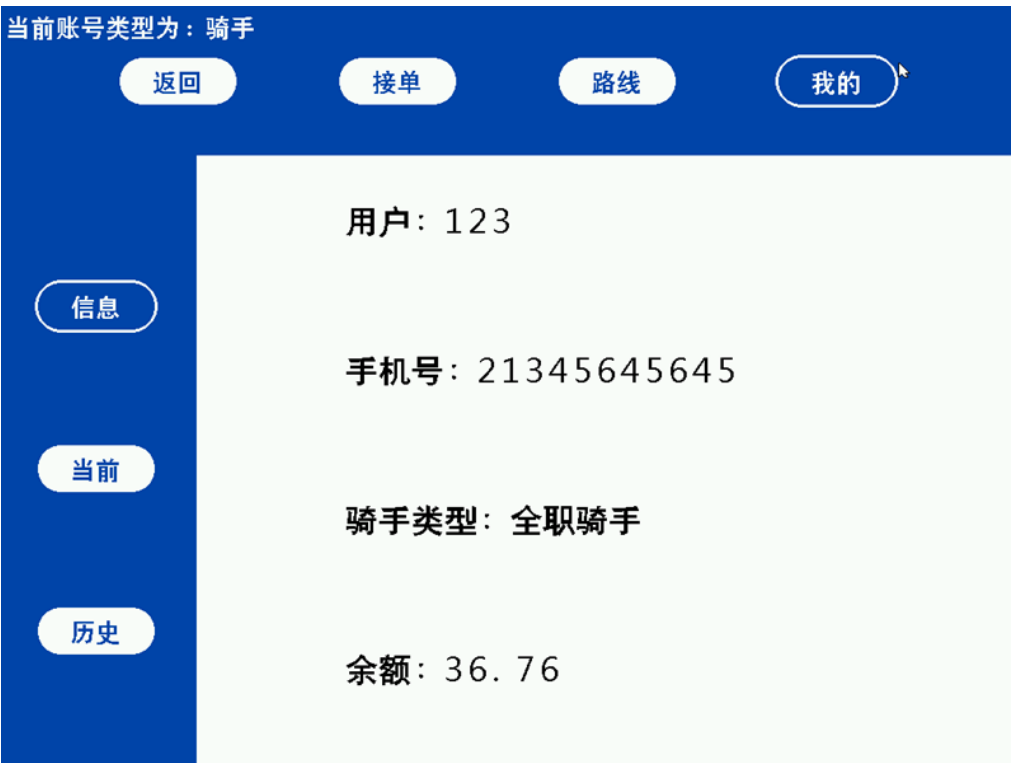 当前账号类型为：骑手
返回 接单 路线 我的
用户：123
信息
手机号：21345645645
当前
骑手类型：全职骑手
历史
余额：36.76